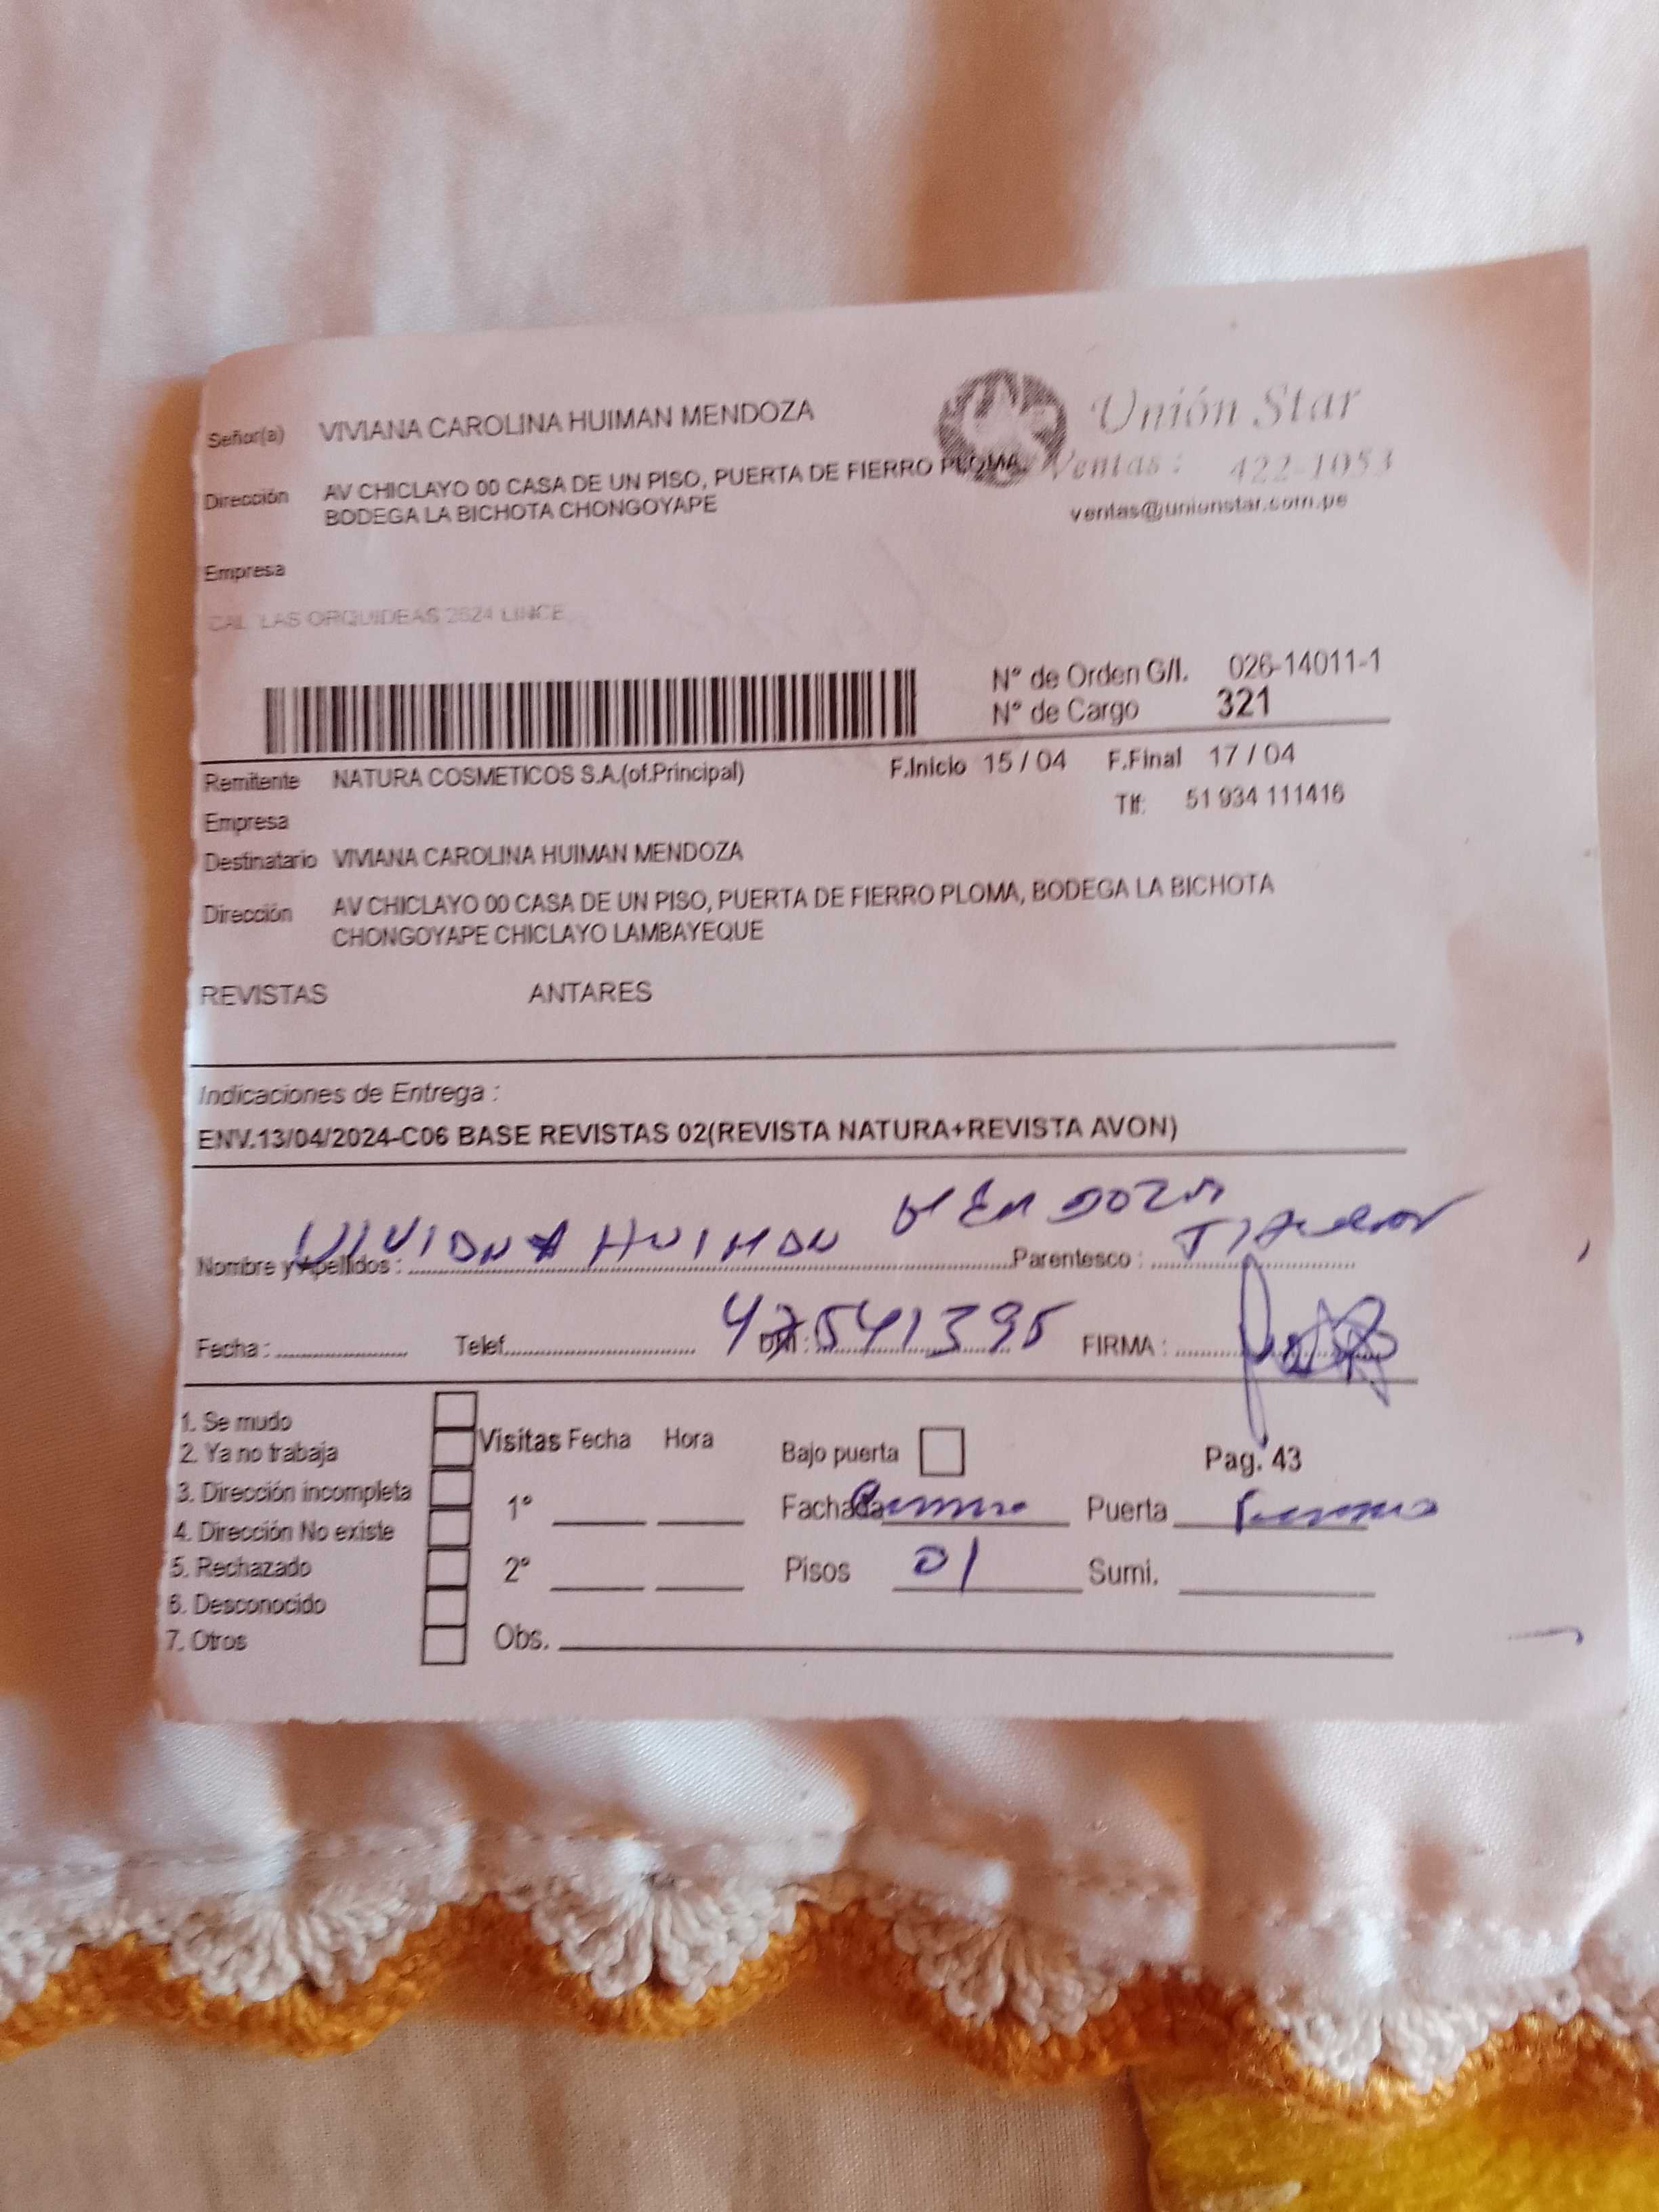 Señor(a) VIVIANA CAROLINA HUIMAN MENDOZA
Unión Star
Dirección AV CHICLAYO 00 CASA DE UN PISO, PUERTA DE FIERRO PLOMA,
Ventas: 422-1053
BODEGA LA BICHOTA CHONGOYAPE
ventas@unionstar.com.pe
Empresa
CAL LAS ORQUIDEAS 2624 LINCE
N° de Orden G/I. 026-14011-1
N° de Cargo 321
Remitente NATURA COSMETICOS S.A.(of.Principal) F.Inicio 15 / 04 F.Final 17 / 04
Empresa Tlf: 51 934 111416
Destinatario VIVIANA CAROLINA HUIMAN MENDOZA
Dirección AV CHICLAYO 00 CASA DE UN PISO, PUERTA DE FIERRO PLOMA, BODEGA LA BICHOTA
CHONGOYAPE CHICLAYO LAMBAYEQUE
REVISTAS ANTARES
Indicaciones de Entrega :
ENV.13/04/2024-C06 BASE REVISTAS 02(REVISTA NATURA+REVISTA AVON)
Nombre y Apellidos : VIVIANA HUIMAN MENDOZA Parentesco : Titular
Fecha : Telef. DNI : 47541395 FIRMA :
1. Se mudo
2. Ya no trabaja Visitas Fecha Hora Bajo puerta Pag. 43
3. Dirección incompleta
1° Fachada Puerta
4. Dirección No existe
5. Rechazado 2° Pisos 01 Sumi.
6. Desconocido
7. Otros Obs.